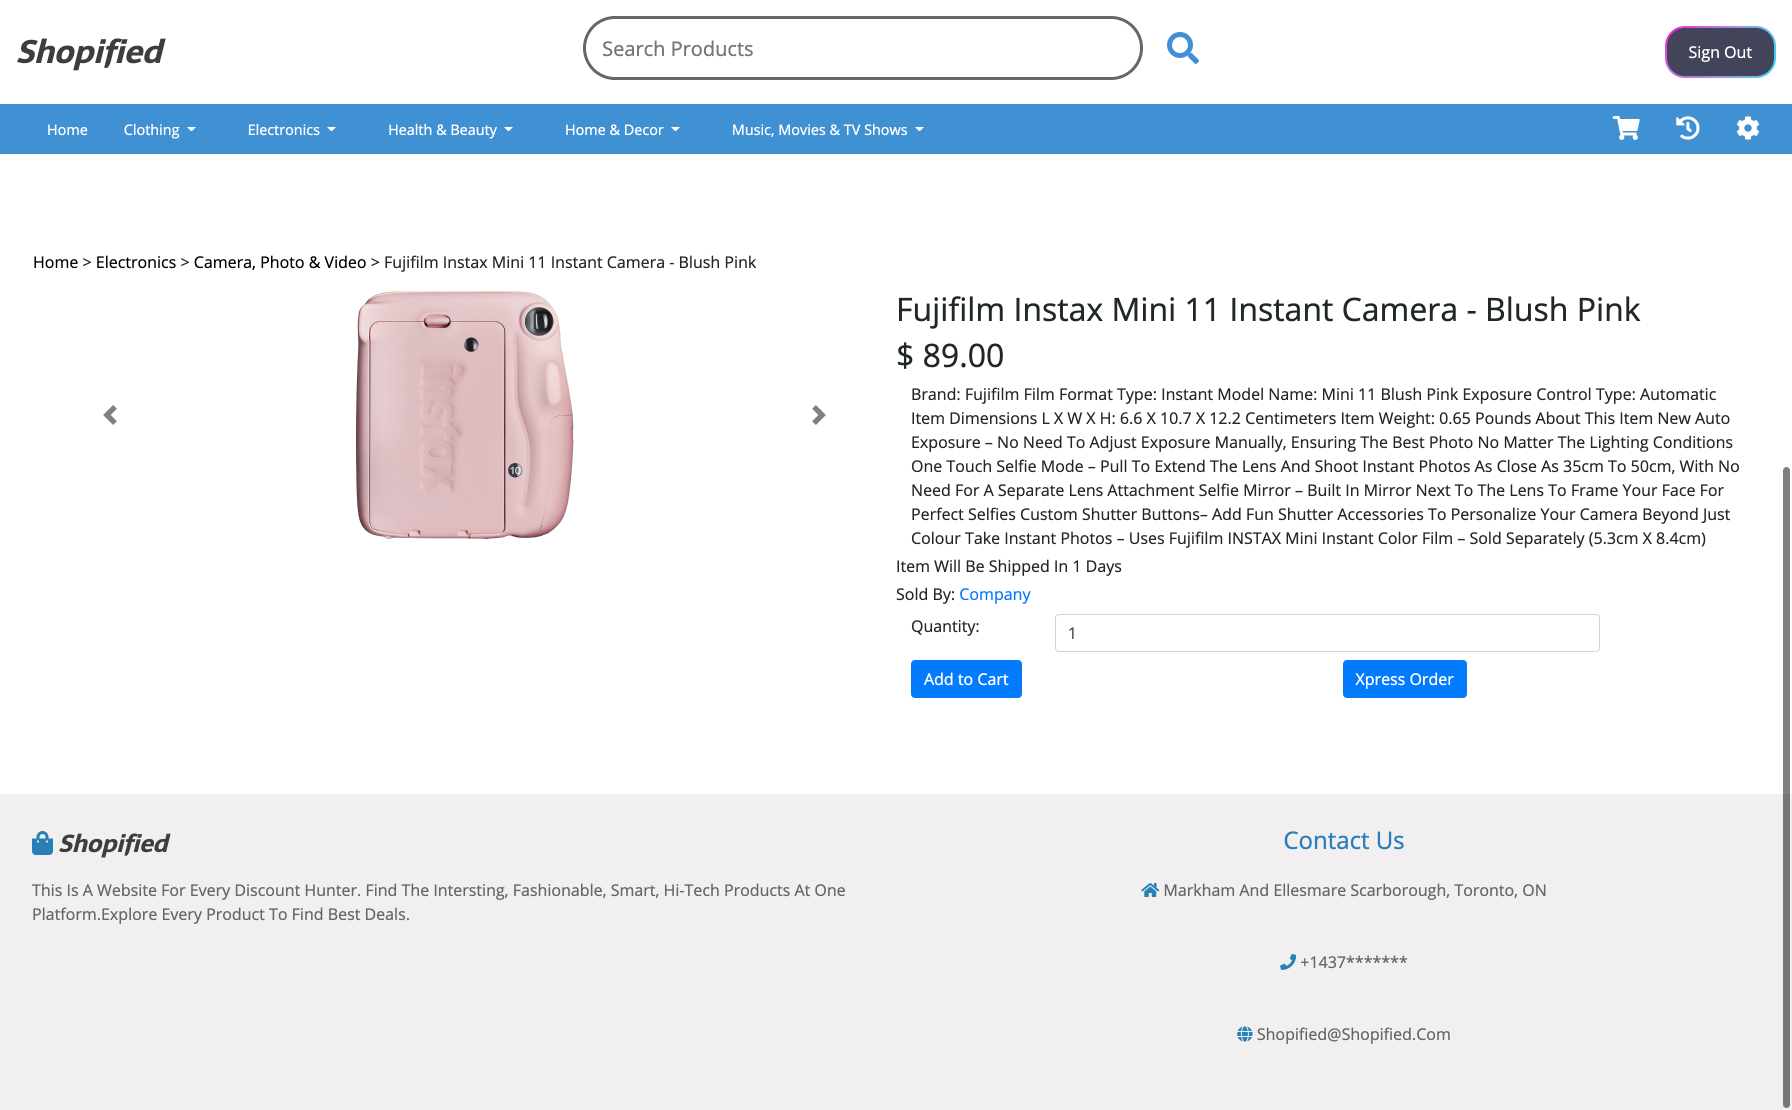 Shopified
Search Products
Sign Out
Home
Clothing
Electronics
Health & Beauty
Home & Decor
Music, Movies & TV Shows
Home > Electronics > Camera, Photo & Video > Fujifilm Instax Mini 11 Instant Camera - Blush Pink
instax
10
Fujifilm Instax Mini 11 Instant Camera - Blush Pink
$ 89.00
Brand: Fujifilm Film Format Type: Instant Model Name: Mini 11 Blush Pink Exposure Control Type: Automatic
Item Dimensions L X W X H: 6.6 X 10.7 X 12.2 Centimeters Item Weight: 0.65 Pounds About This Item New Auto
Exposure – No Need To Adjust Exposure Manually, Ensuring The Best Photo No Matter The Lighting Conditions
One Touch Selfie Mode – Pull To Extend The Lens And Shoot Instant Photos As Close As 35cm To 50cm, With No
Need For A Separate Lens Attachment Selfie Mirror – Built In Mirror Next To The Lens To Frame Your Face For
Perfect Selfies Custom Shutter Buttons– Add Fun Shutter Accessories To Personalize Your Camera Beyond Just
Colour Take Instant Photos – Uses Fujifilm INSTAX Mini Instant Color Film – Sold Separately (5.3cm X 8.4cm)
Item Will Be Shipped In 1 Days
Sold By: Company
Quantity:
1
Add to Cart
Xpress Order
Shopified
This Is A Website For Every Discount Hunter. Find The Intersting, Fashionable, Smart, Hi-Tech Products At One
Platform.Explore Every Product To Find Best Deals.
Contact Us
Markham And Ellesmare Scarborough, Toronto, ON
+1437*******
Shopified@Shopified.Com